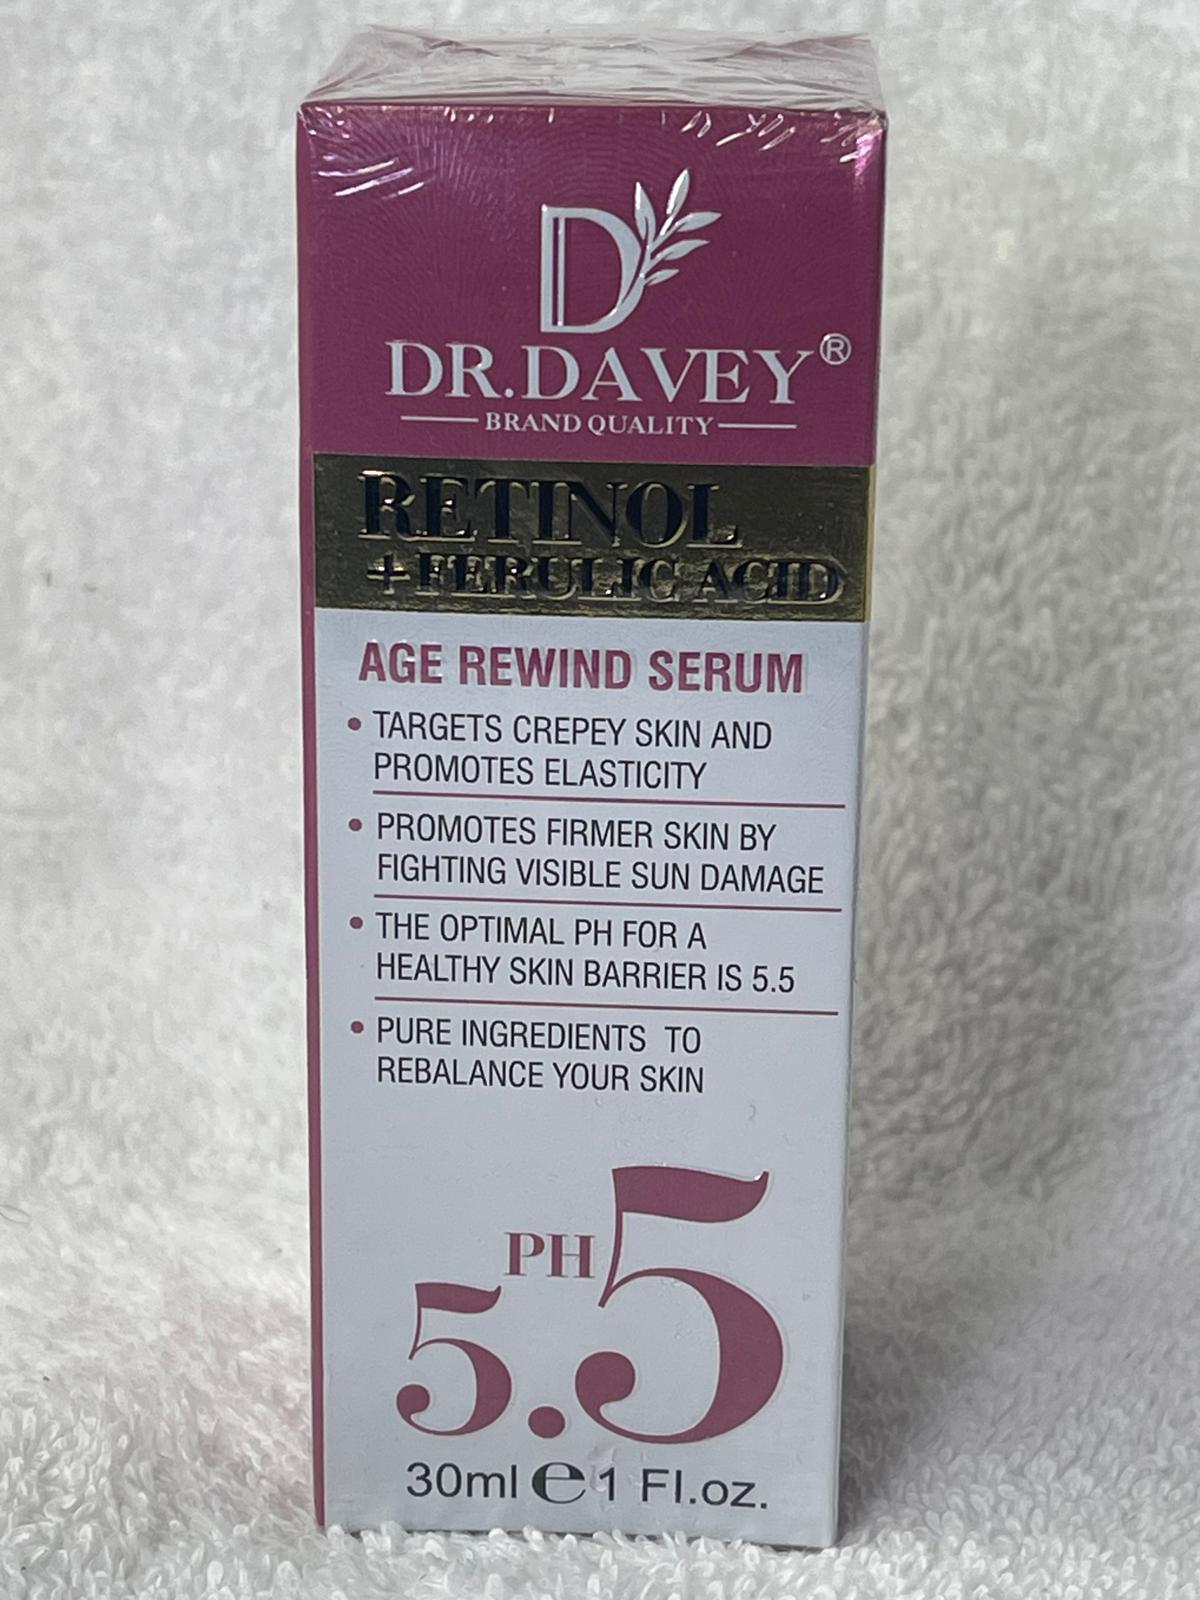 D
DR.DAVEY®
BRAND QUALITY
RETINOL
+FERULIC ACID
AGE REWIND SERUM
• TARGETS CREPEY SKIN AND
PROMOTES ELASTICITY
• PROMOTES FIRMER SKIN BY
FIGHTING VISIBLE SUN DAMAGE
• THE OPTIMAL PH FOR A
HEALTHY SKIN BARRIER IS 5.5
• PURE INGREDIENTS TO
REBALANCE YOUR SKIN
PH
5.5
30ml ℮ 1 Fl.oz.